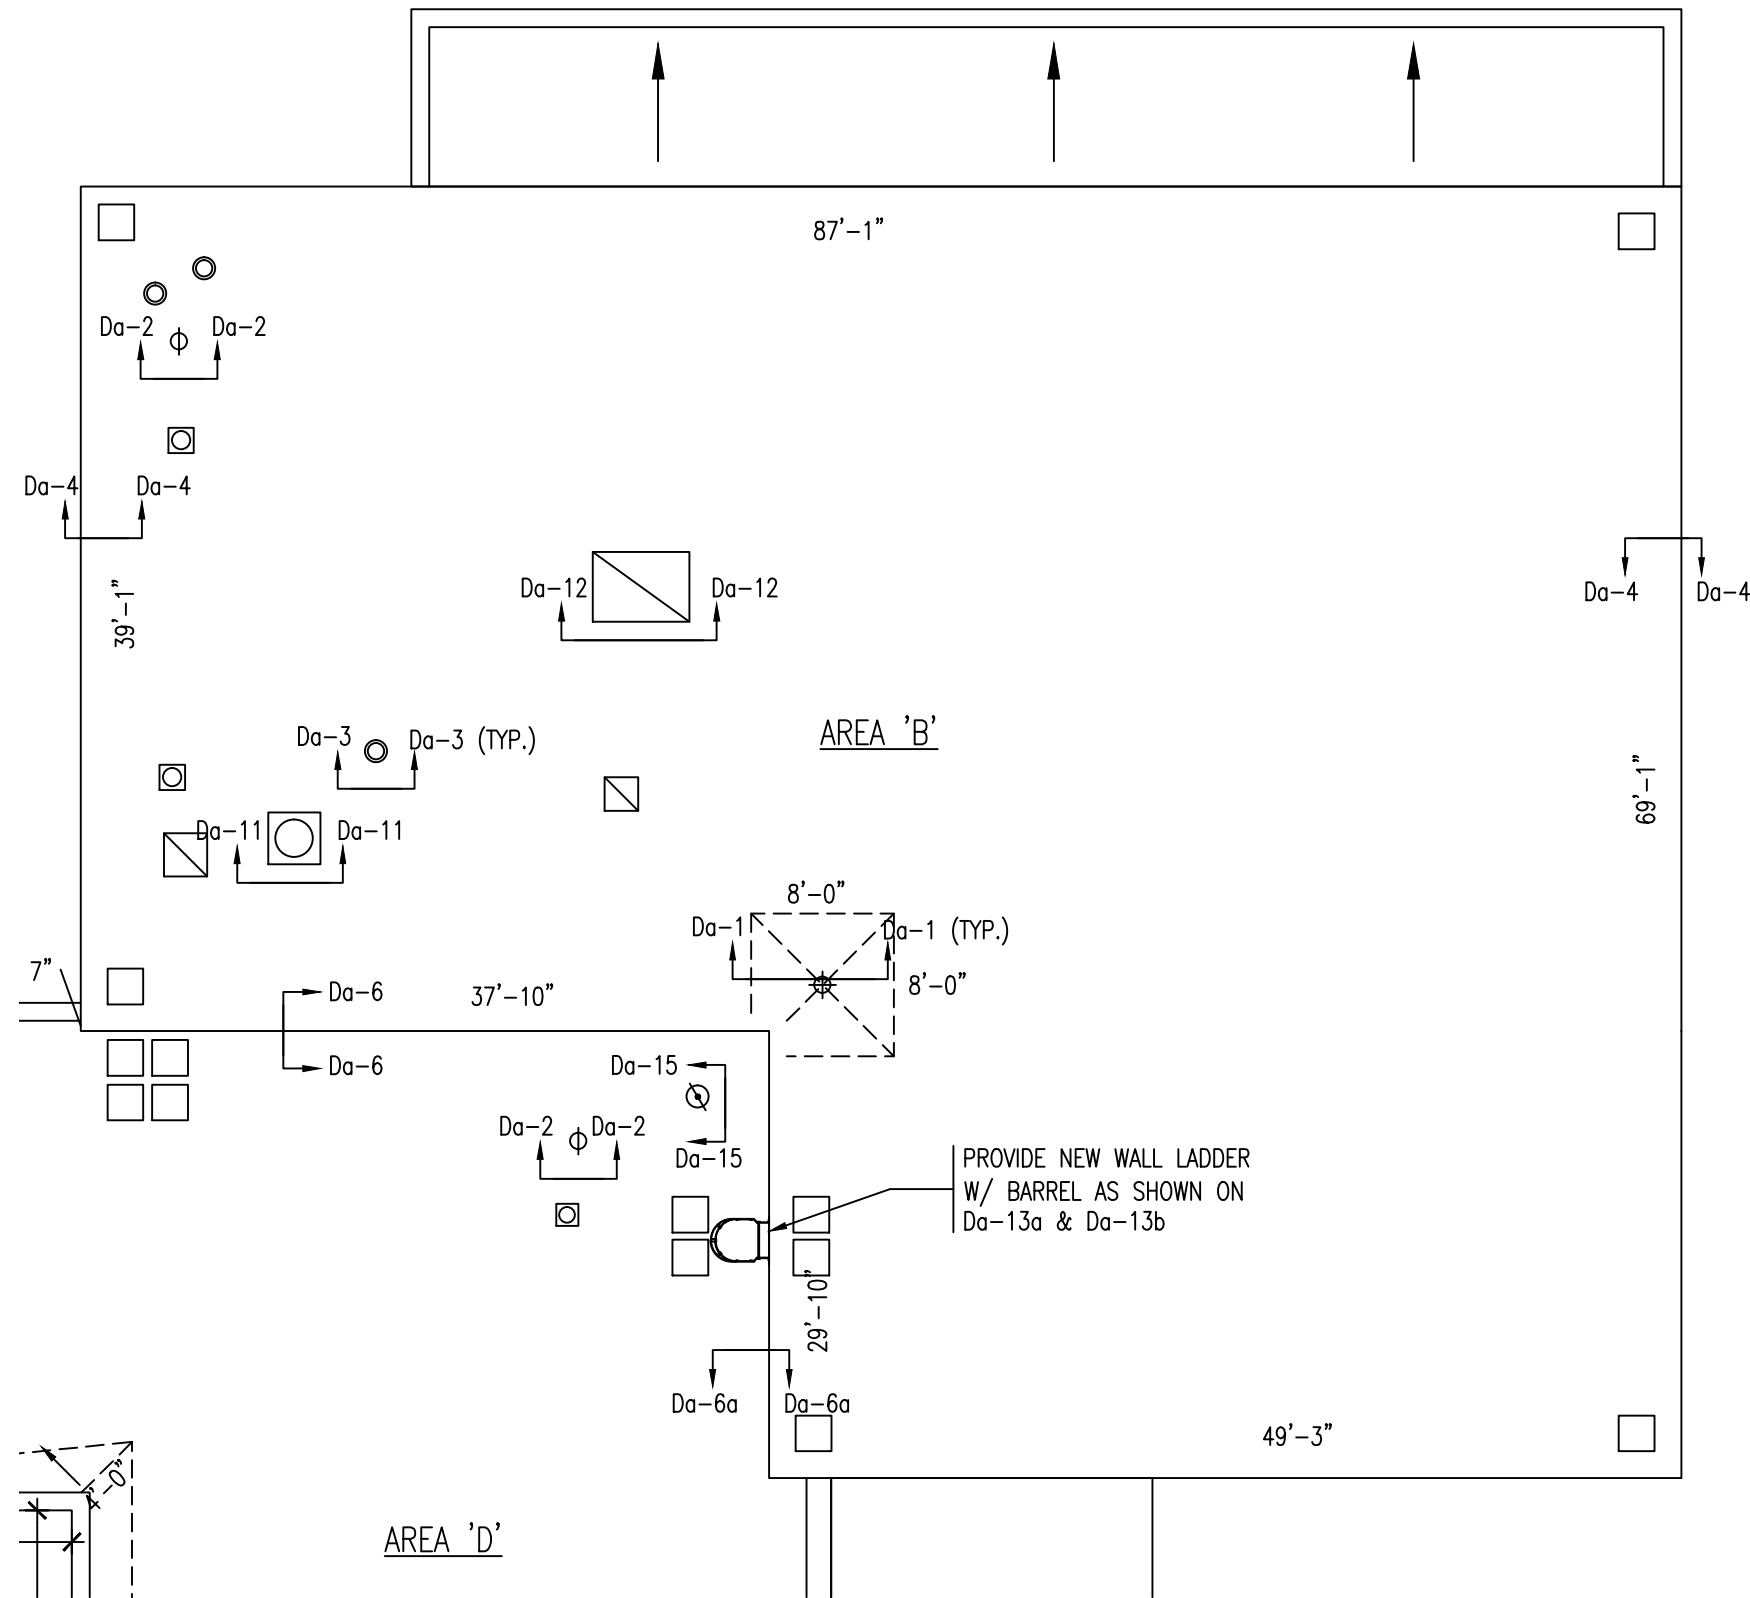 87'-1"
Da-2
Da-2
Da-4
Da-4
Da-12
Da-12
Da-4
Da-4
39'-1"
Da-3
Da-3 (TYP.)
AREA 'B'
69'-1"
Da-11
Da-11
8'-0"
Da-1
Da-1 (TYP.)
7"
Da-6
37'-10"
8'-0"
Da-6
Da-15
Da-2
Da-2
Da-15
PROVIDE NEW WALL LADDER
W/ BARREL AS SHOWN ON
Da-13a & Da-13b
29'-10"
Da-6a
Da-6a
49'-3"
4'-0"
AREA 'D'